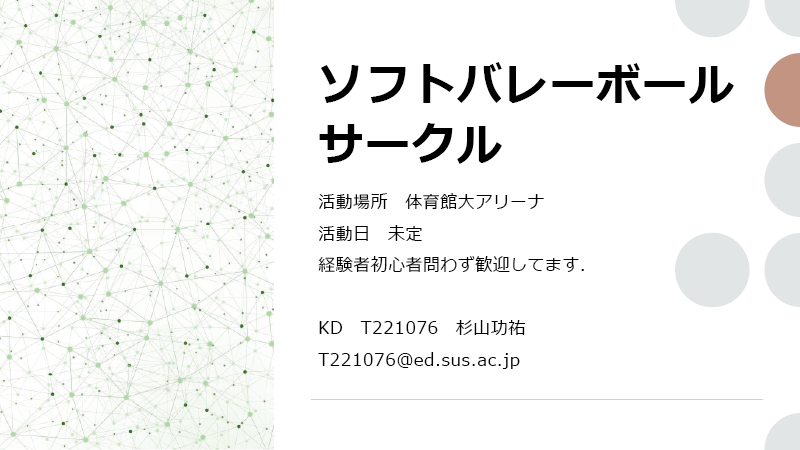 ソフトバレーボール
サークル
活動場所　体育館大アリーナ
活動日　未定
経験者初心者問わず歓迎してます.
KD　T221076　杉山功祐
T221076@ed.sus.ac.jp